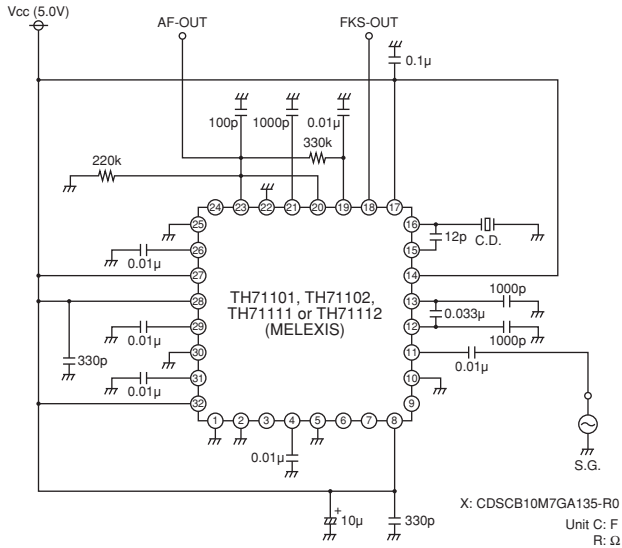 Vcc (5.0V)
AF-OUT
FKS-OUT
0.1μ
100p
1000p
0.01μ
330k
220k
24
23
22
21
20
19
18
17
25
26
27
28
29
30
31
32
16
15
14
13
12
11
10
9
12p
C.D.
0.01μ
TH71101, TH71102,
TH71111 or TH71112
(MELEXIS)
1000p
0.033μ
1000p
0.01μ
330p
0.01μ
0.01μ
1
2
3
4
5
6
7
8
0.01μ
S.G.
+
10μ
330p
X: CDSCB10M7GA135-R0
Unit C: F
R: Ω